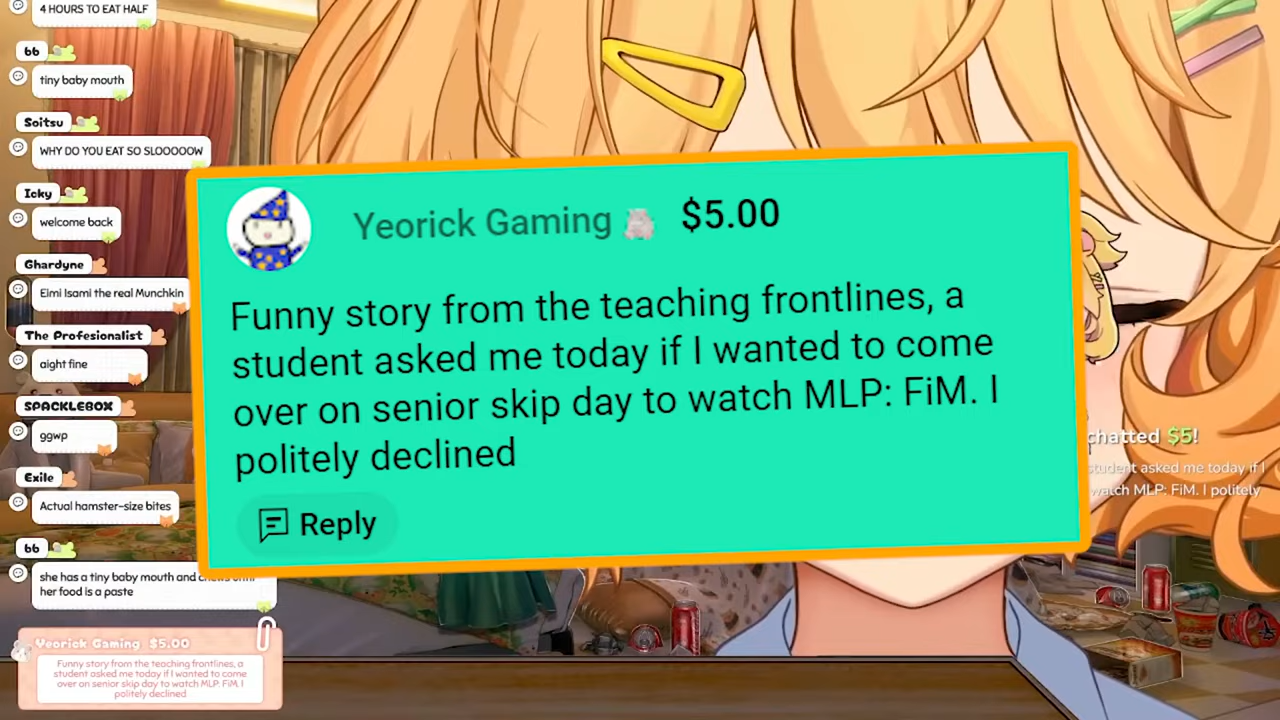 4 HOURS TO EAT HALF
bb
tiny baby mouth
Soitsu
WHY DO YOU EAT SO SLOOOOOW
Icky
welcome back
Ghardyne
Elmi Isami the real Munchkin
The Profesionalist
aight fine
SPACKLEBOX
ggwp
Exile
Actual hamster-size bites
bb
she has a tiny baby mouth and
her food is a paste
Yeorick Gaming $5.00
Funny story from the teaching frontlines, a
student asked me today if I wanted to come
over on senior skip day to watch MLP: FiM. I
politely declined
Yeorick Gaming $5.00
Funny story from the teaching frontlines, a
student asked me today if I wanted to come
over on senior skip day to watch MLP: FiM. I
politely declined
Reply
chatted $5!
student asked me today if I
watch MLP: FiM. I politely